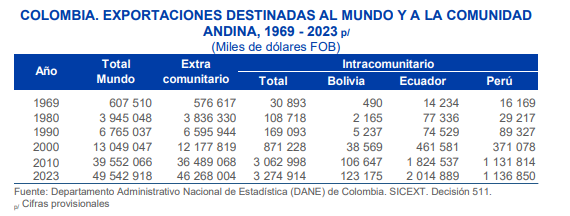 COLOMBIA. EXPORTACIONES DESTINADAS AL MUNDO Y A LA COMUNIDAD
ANDINA, 1969 - 2023 p/
(Miles de dólares FOB)
Año Total Mundo Extra comunitario Intracomunitario
Total Bolivia Ecuador Perú
1969 607 510 576 617 30 893 490 14 234 16 169
1980 3 945 048 3 836 330 108 718 2 165 77 336 29 217
1990 6 765 037 6 595 944 169 093 5 237 74 529 89 327
2000 13 049 047 12 177 819 871 228 38 569 461 581 371 078
2010 39 552 066 36 489 068 3 062 998 106 647 1 824 537 1 131 814
2023 49 542 918 46 268 004 3 274 914 123 175 2 014 889 1 136 850
Fuente: Departamento Administrativo Nacional de Estadística (DANE) de Colombia. SICEXT. Decisión 511.
p/ Cifras provisionales